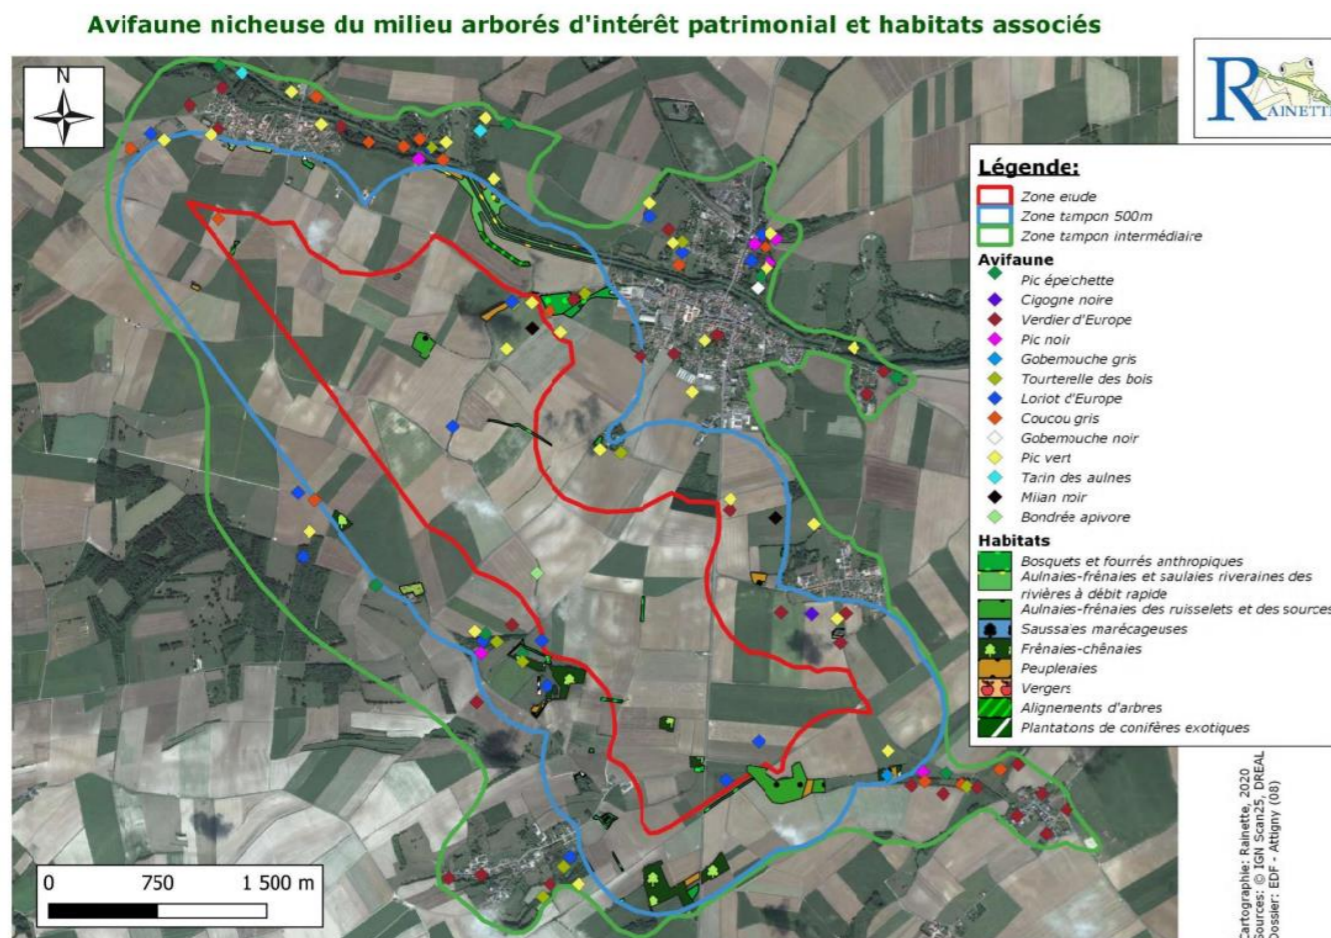 Avifaune nicheuse du milieu arborés d'intérêt patrimonial et habitats associés
N
RAINETTE
Légende:
Zone etude
Zone tampon 500m
Zone tampon intermédiaire
Avifaune
Pic épeichette
Cigogne noire
Verdier d'Europe
Pic noir
Gobemouche gris
Tourterelle des bois
Loriot d'Europe
Coucou gris
Gobemouche noir
Pic vert
Tarin des aulnes
Milan noir
Bondrée apivore
Habitats
Bosquets et fourrés anthropiques
Aulnaies-frênaies et saulaies riveraines des
rivières à débit rapide
Aulnaies-frênaies des ruisselets et des sources
Saussaies marécageuses
Frênaies-chênaies
Peupleraies
Vergers
Alignements d'arbres
Plantations de conifères exotiques
0 750 1 500 m
Cartographie: Rainette, 2020
Sources: © IGN Scan25, DREAL
Dossier: EDF - Attigny (08)